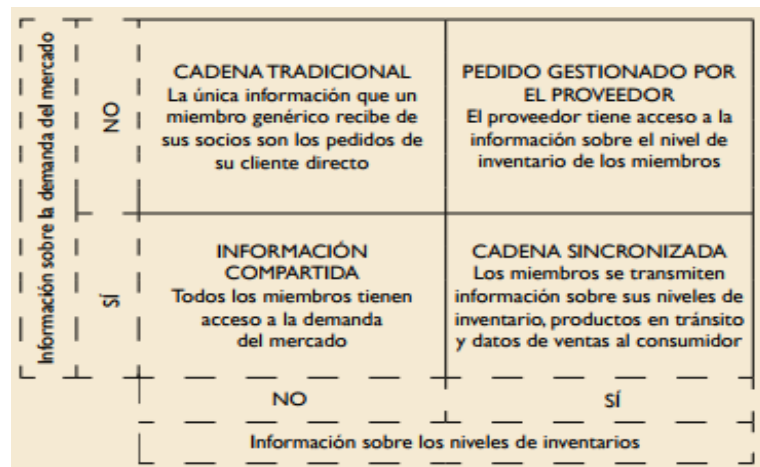 Información sobre la demanda del mercado
NO
CADENA TRADICIONAL
La única información que un
miembro genérico recibe de
sus socios son los pedidos de
su cliente directo
PEDIDO GESTIONADO POR
EL PROVEEDOR
El proveedor tiene acceso a la
información sobre el nivel de
inventario de los miembros
SÍ
INFORMACIÓN
COMPARTIDA
Todos los miembros tienen
acceso a la demanda
del mercado
CADENA SINCRONIZADA
Los miembros se transmiten
información sobre sus niveles de
inventario, productos en tránsito
y datos de ventas al consumidor
NO
SÍ
Información sobre los niveles de inventarios